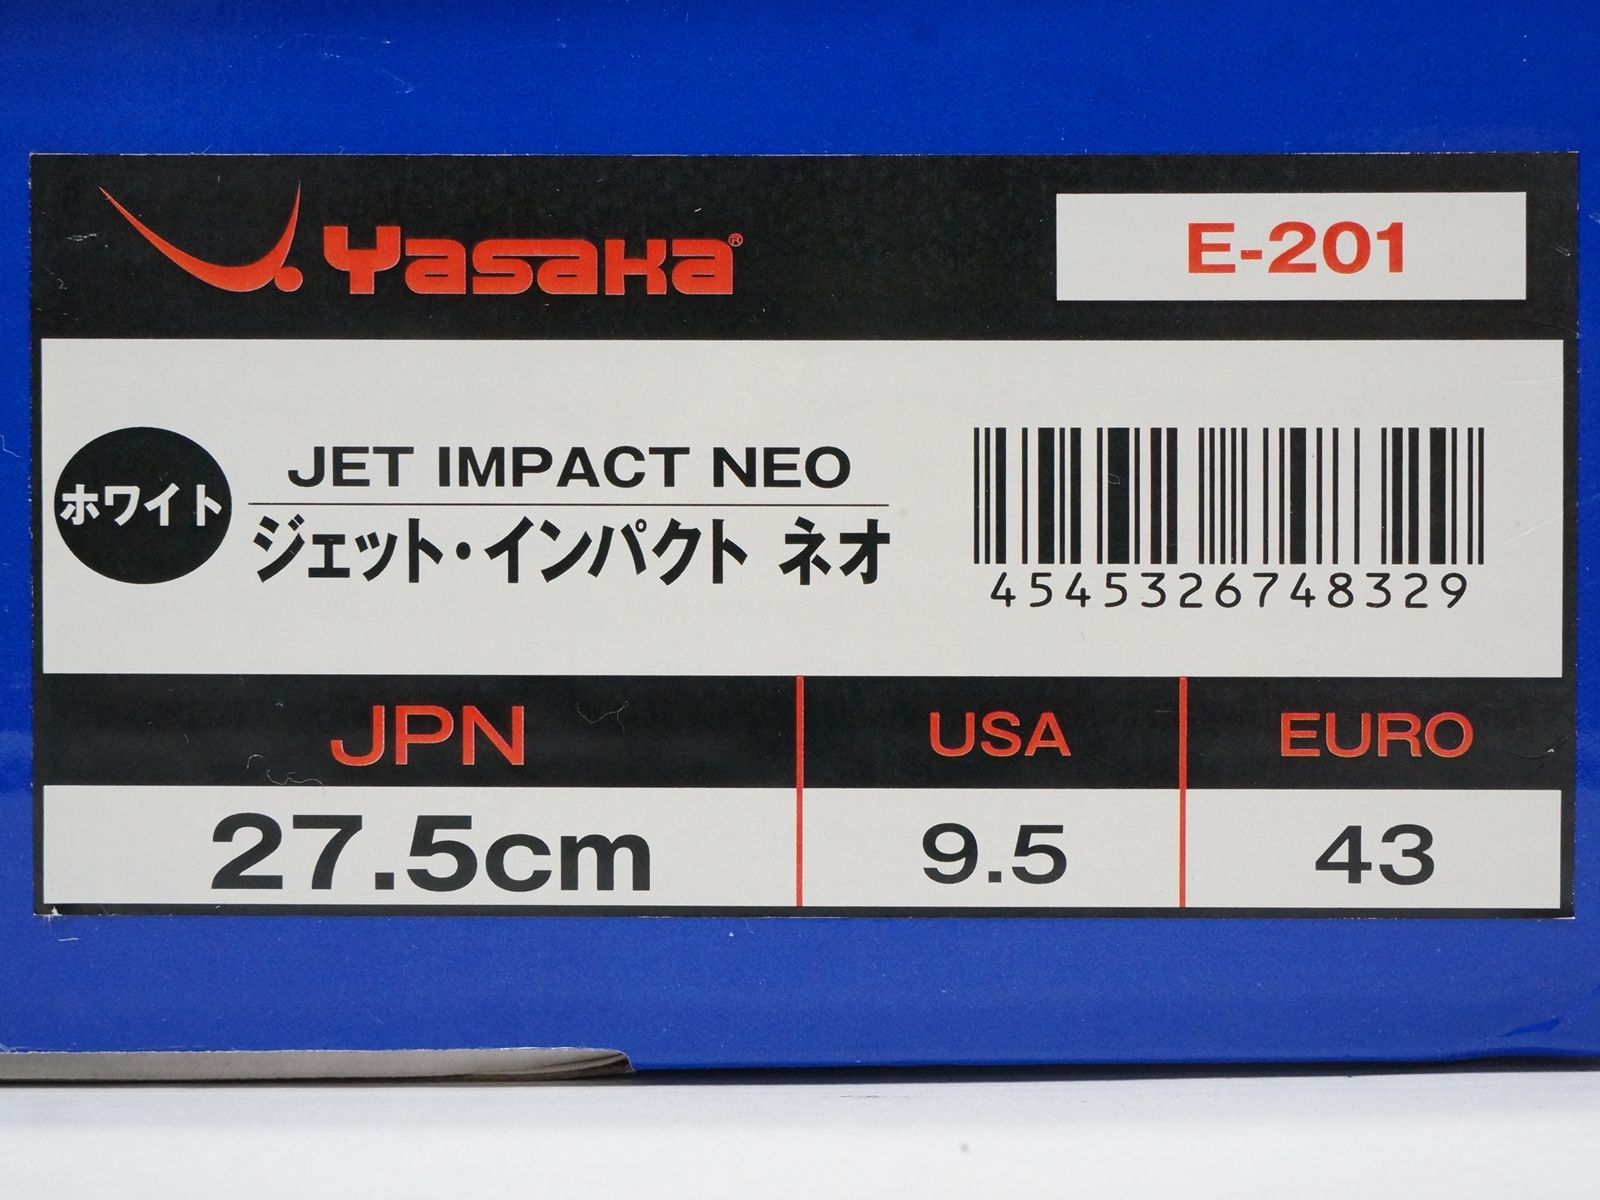 Yasaka®
E-201
ホワイト
JET IMPACT NEO
ジェット・インパクト ネオ
4545326748329
JPN USA EURO
27.5cm 9.5 43